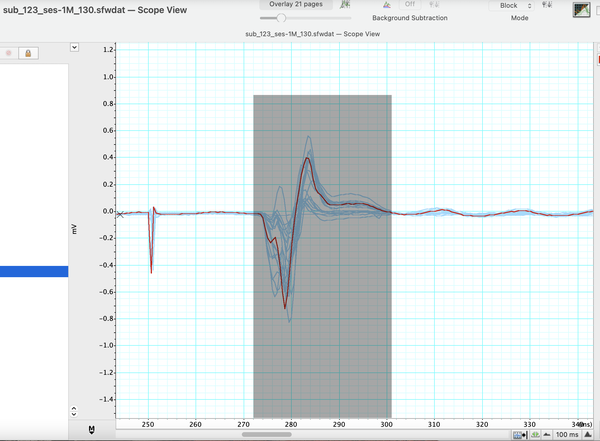 sub_123_ses-1M_130.sfwdat — Scope View
Overlay 21 pages
Off
Background Subtraction
Block
Mode
sub_123_ses-1M_130.sfwdat — Scope View
1.2
1.0
0.8
0.6
0.4
0.2
0.0
-0.2
-0.4
-0.6
-0.8
-1.0
-1.2
-1.4
mV
250
260
270
280
290
300
310
320
330
100 ms